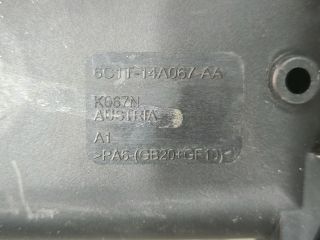 6C1T-14A067-AA
K067N
AUSTRIA
A1
>PA6-(GB20+GF10)<